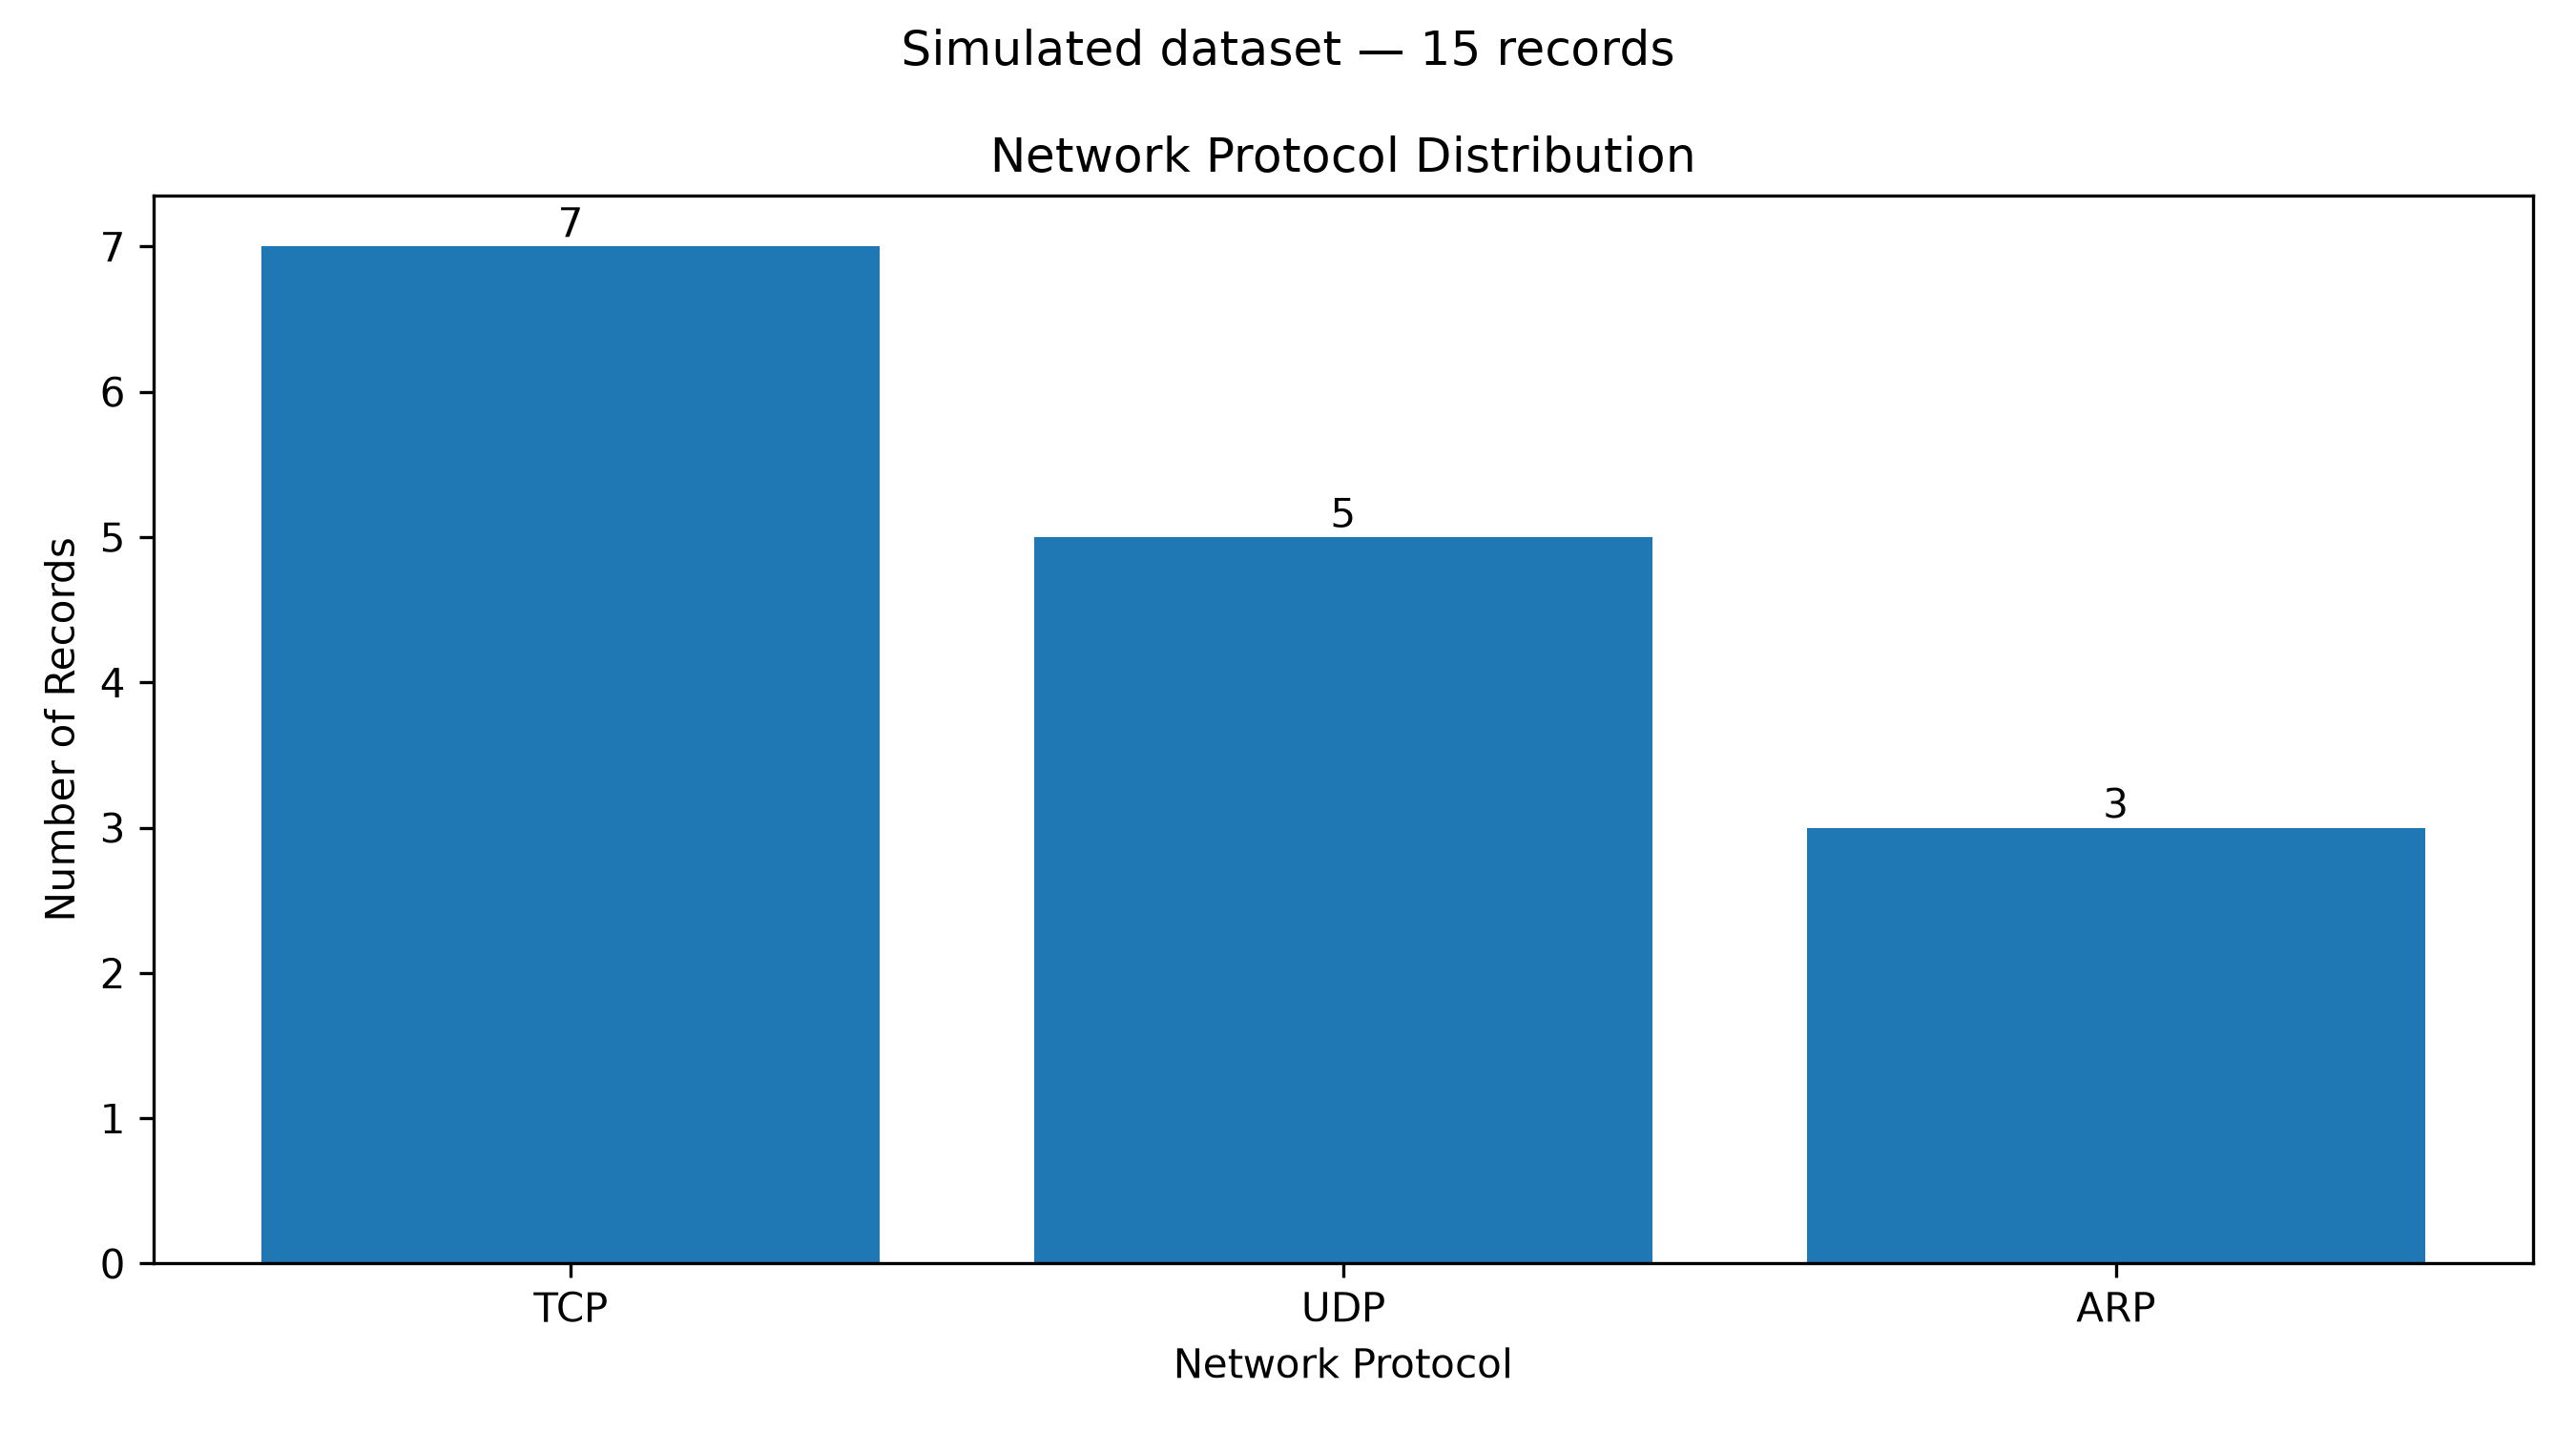 Simulated dataset — 15 records
Network Protocol Distribution
7
7
6
5
5
4
3
3
2
1
0
Number of Records
TCP UDP ARP
Network Protocol